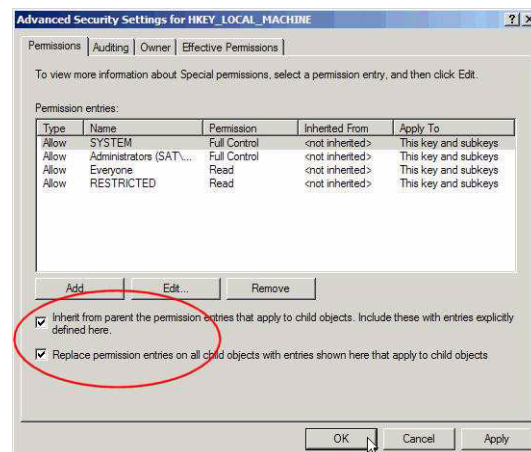 Advanced Security Settings for HKEY_LOCAL_MACHINE
Permissions Auditing Owner Effective Permissions
To view more information about Special permissions, select a permission entry, and then click Edit.
Permission entries:
Type Name Permission Inherited From Apply To
Allow SYSTEM Full Control <not inherited> This key and subkeys
Allow Administrators (SAT\... Full Control <not inherited> This key and subkeys
Allow Everyone Read <not inherited> This key and subkeys
Allow RESTRICTED Read <not inherited> This key and subkeys
Add... Edit... Remove
Inherit from parent the permission entries that apply to child objects. Include these with entries explicitly
defined here.
Replace permission entries on all child objects with entries shown here that apply to child objects
OK Cancel Apply